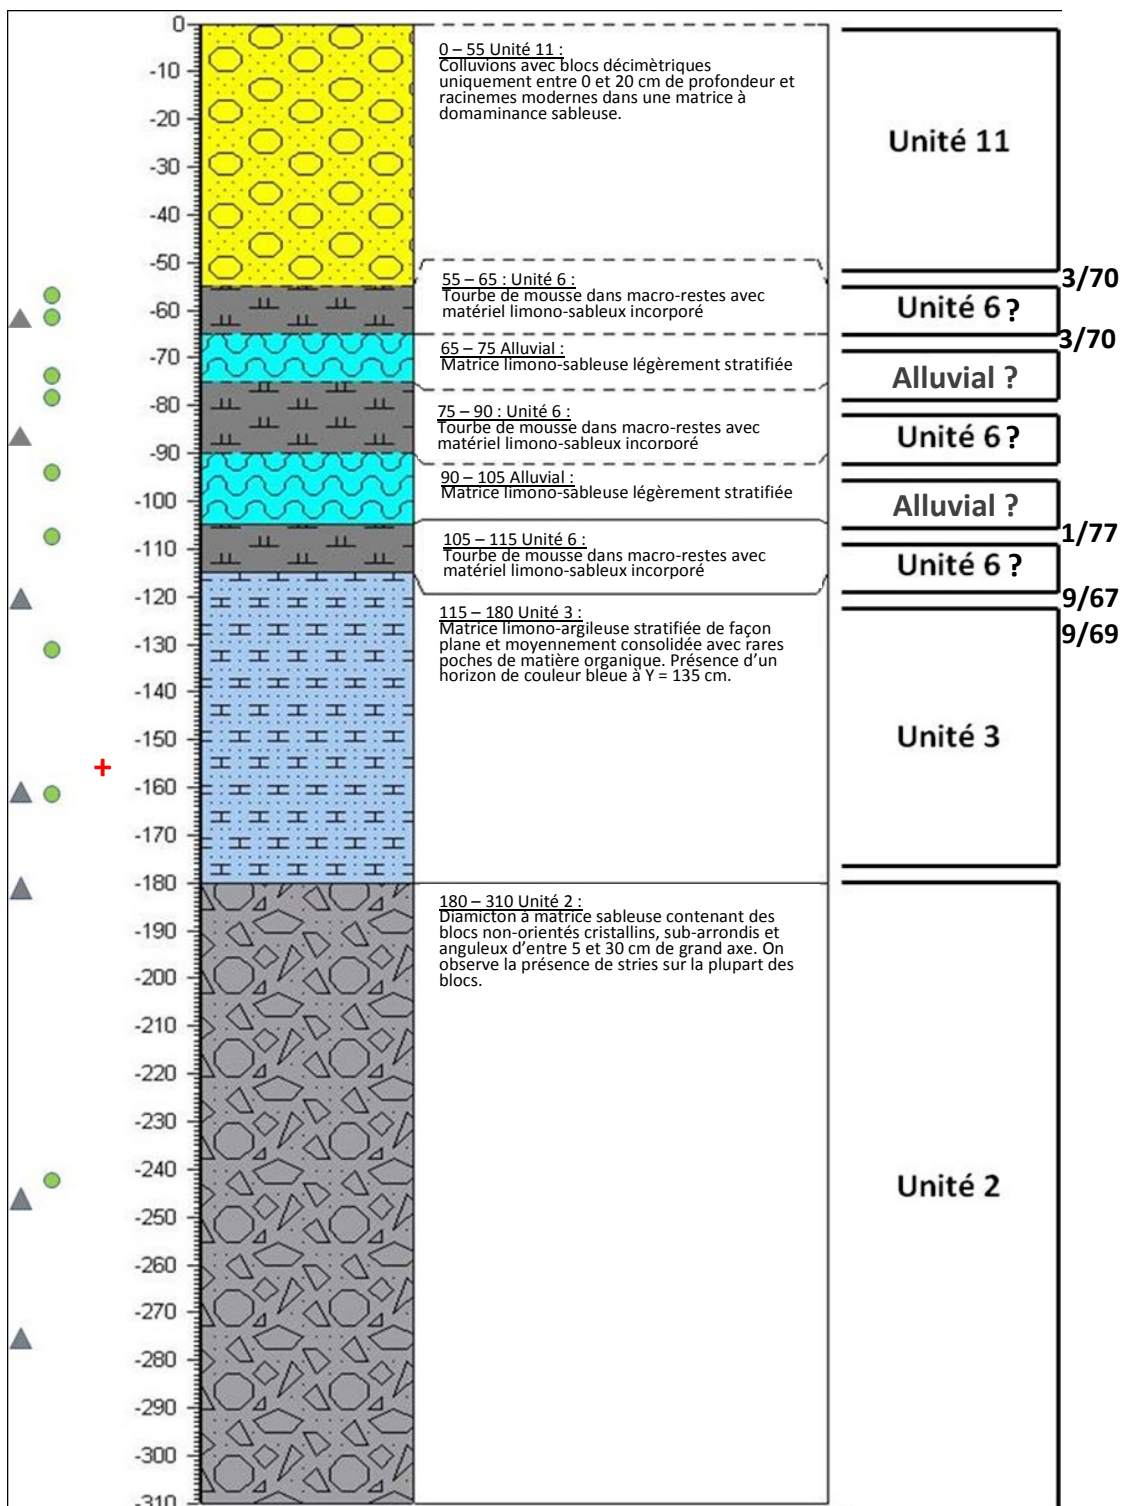 0
-10
-20
-30
-40
-50
-60
-70
-80
-90
-100
-110
-120
-130
-140
-150
-160
-170
-180
-190
-200
-210
-220
-230
-240
-250
-260
-270
-280
-290
-300
-310
0 – 55 Unité 11 :
Colluvions avec blocs décimètriques
uniquement entre 0 et 20 cm de profondeur et
racinemes modernes dans une matrice à
domaminance sableuse.
55 – 65 : Unité 6 :
Tourbe de mousse dans macro-restes avec
matériel limono-sableux incorporé
65 – 75 Alluvial :
Matrice limono-sableuse légèrement stratifiée
75 – 90 : Unité 6 :
Tourbe de mousse dans macro-restes avec
matériel limono-sableux incorporé
90 – 105 Alluvial :
Matrice limono-sableuse légèrement stratifiée
105 – 115 Unité 6 :
Tourbe de mousse dans macro-restes avec
matériel limono-sableux incorporé
115 – 180 Unité 3 :
Matrice limono-argileuse stratifiée de façon
plane et moyennement consolidée avec rares
poches de matière organique. Présence d’un
horizon de couleur bleue à Y = 135 cm.
180 – 310 Unité 2 :
Diamicton à matrice sableuse contenant des
blocs non-orientés cristallins, sub-arrondis et
anguleux d’entre 5 et 30 cm de grand axe. On
observe la présence de stries sur la plupart des
blocs.
Unité 11
3/70
Unité 6 ?
3/70
Alluvial ?
Unité 6 ?
Alluvial ?
1/77
Unité 6 ?
9/67
9/69
Unité 3
Unité 2